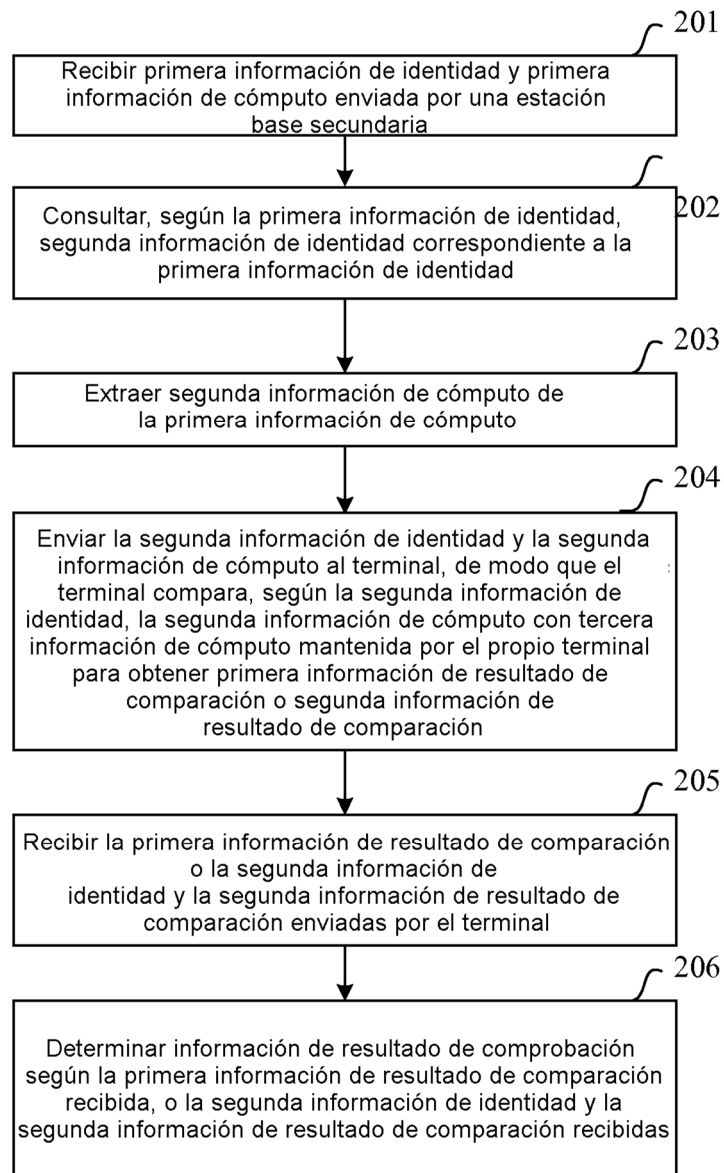 201
Recibir primera información de identidad y primera
información de cómputo enviada por una estación
base secundaria
202
Consultar, según la primera información de identidad,
segunda información de identidad correspondiente a la
primera información de identidad
203
Extraer segunda información de cómputo de
la primera información de cómputo
204
Enviar la segunda información de identidad y la segunda
información de cómputo al terminal, de modo que el
terminal compara, según la segunda información de
identidad, la segunda información de cómputo con tercera
información de cómputo mantenida por el propio terminal
para obtener primera información de resultado de
comparación o segunda información de
resultado de comparación
205
Recibir la primera información de resultado de comparación
o la segunda información de
identidad y la segunda información de resultado de
comparación enviadas por el terminal
206
Determinar información de resultado de comprobación
según la primera información de resultado de comparación
recibida, o la segunda información de identidad y la
segunda información de resultado de comparación recibidas